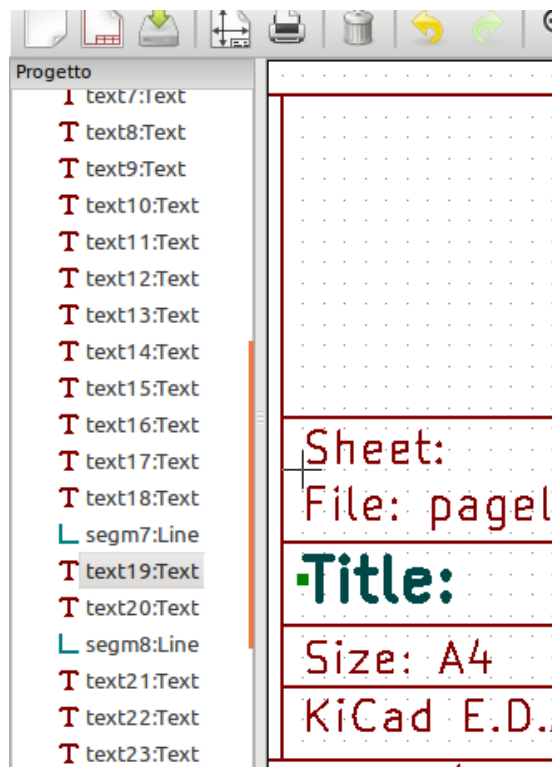 Progetto
text7:Text
text8:Text
text9:Text
text10:Text
text11:Text
text12:Text
text13:Text
text14:Text
text15:Text
text16:Text
text17:Text
text18:Text
segm7:Line
text19:Text
text20:Text
segm8:Line
text21:Text
text22:Text
text23:Text
Sheet:
File: pagel
Title:
Size: A4
KiCad E.D.